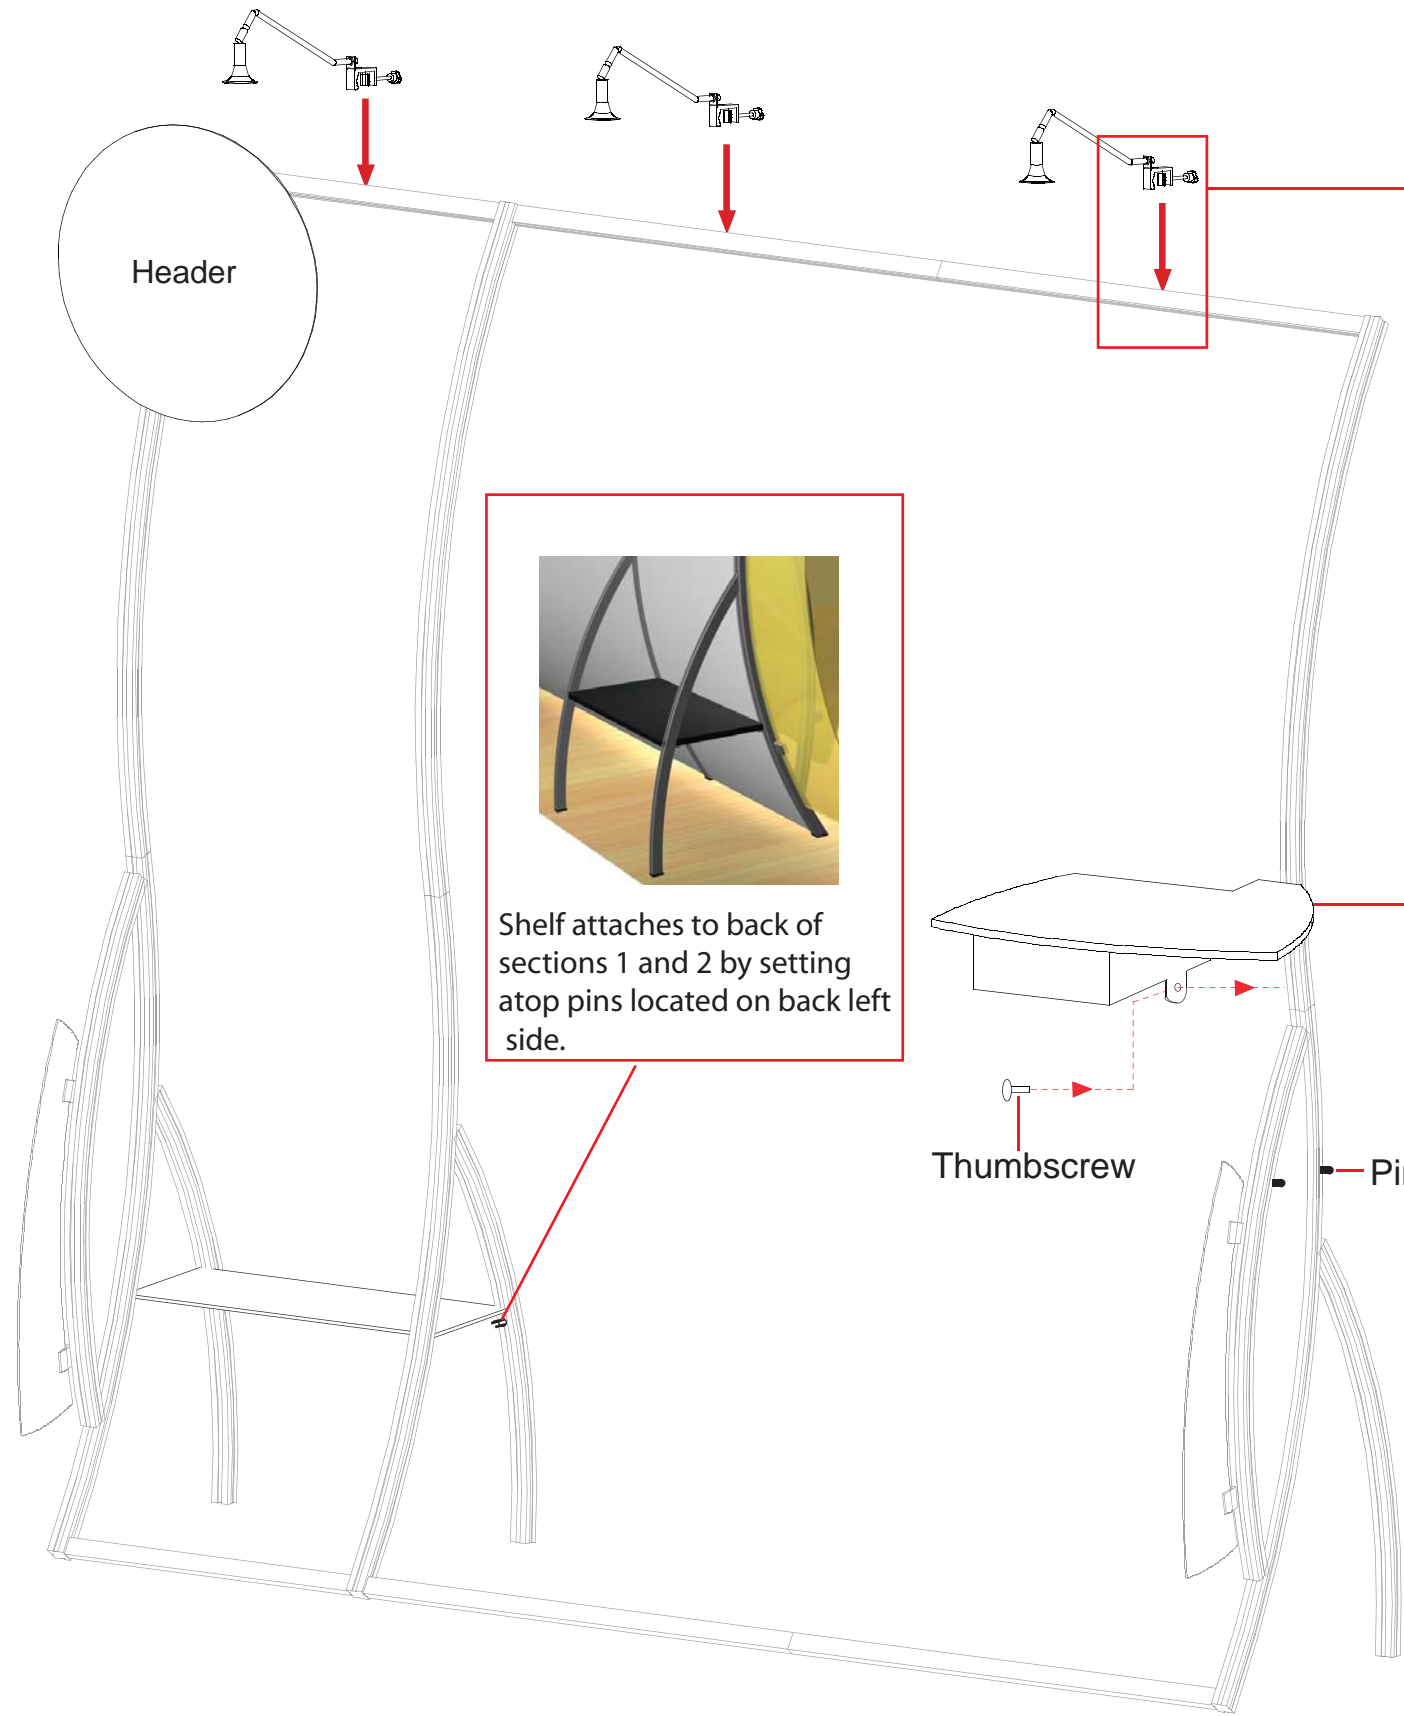 Header
Shelf attaches to back of
sections 1 and 2 by setting
atop pins located on back left
side.
Thumbscrew